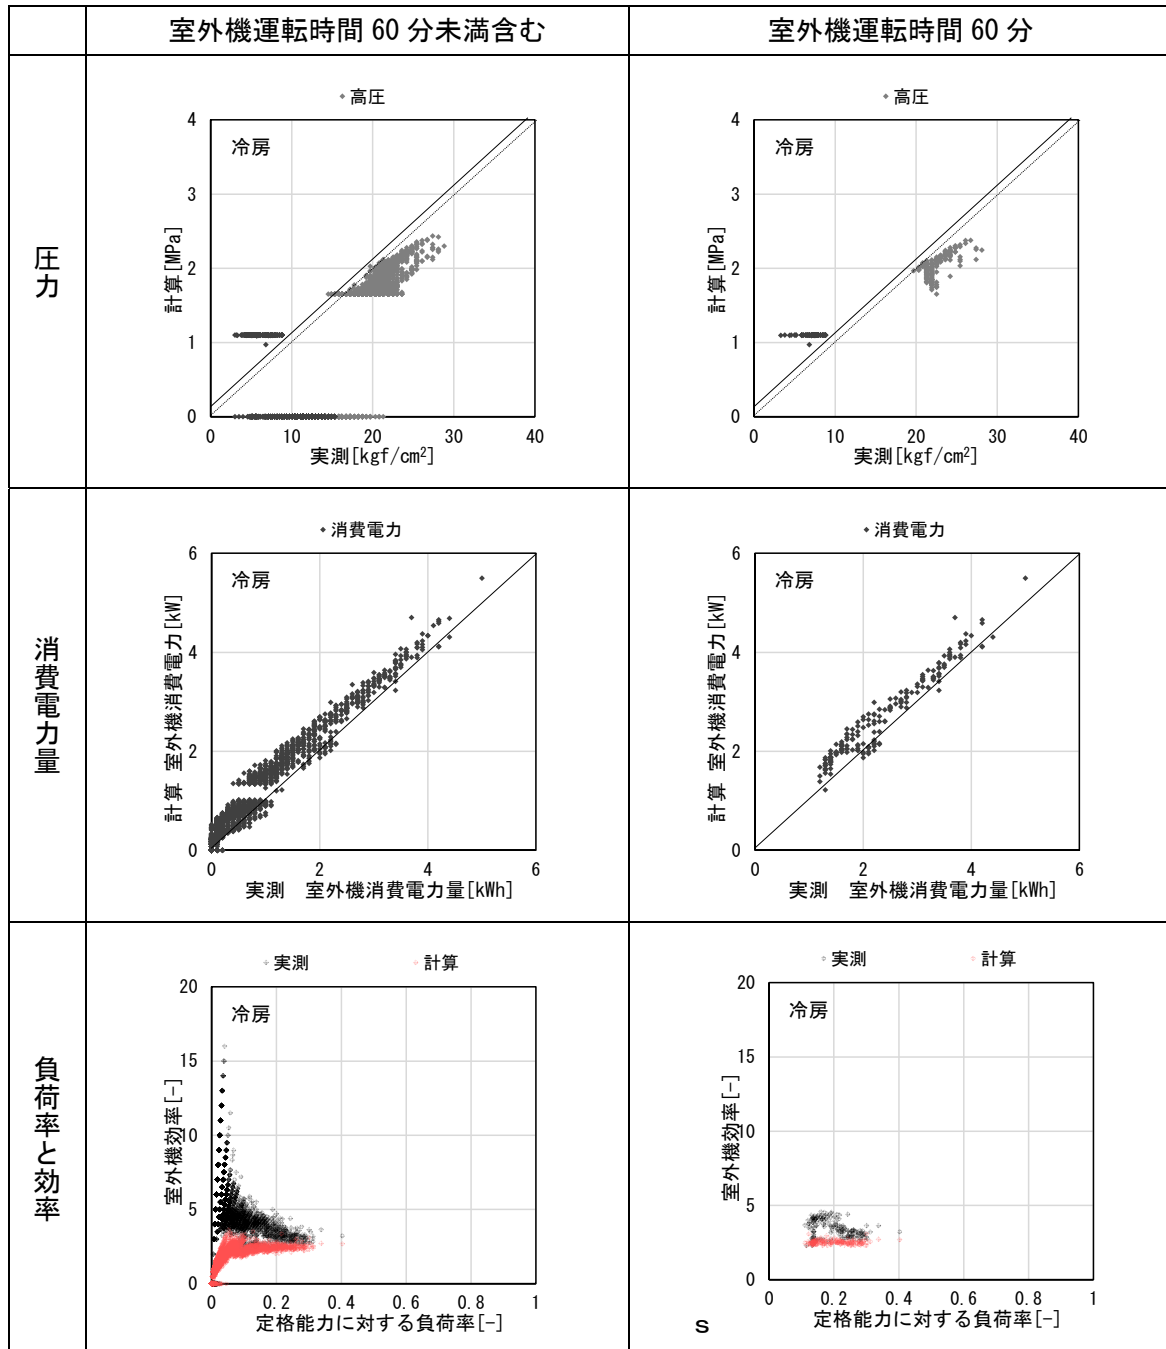 室外機運転時間 60 分未満含む
室外機運転時間 60 分
圧力
高圧
冷房
計算[MPa]
4
3
2
1
0
0 10 20 30 40
実測[kgf/cm²]
高圧
冷房
計算[MPa]
4
3
2
1
0
0 10 20 30 40
実測[kgf/cm²]
消費電力量
消費電力
冷房
計算 室外機消費電力[kW]
6
4
2
0
0 2 4 6
実測 室外機消費電力量[kWh]
消費電力
冷房
計算 室外機消費電力[kW]
6
4
2
0
0 2 4 6
実測 室外機消費電力量[kWh]
負荷率と効率
実測 計算
冷房
室外機効率[-]
20
15
10
5
0
0 0.2 0.4 0.6 0.8 1
定格能力に対する負荷率[-]
実測 計算
冷房
室外機効率[-]
20
15
10
5
0
0 0.2 0.4 0.6 0.8 1
定格能力に対する負荷率[-]
s